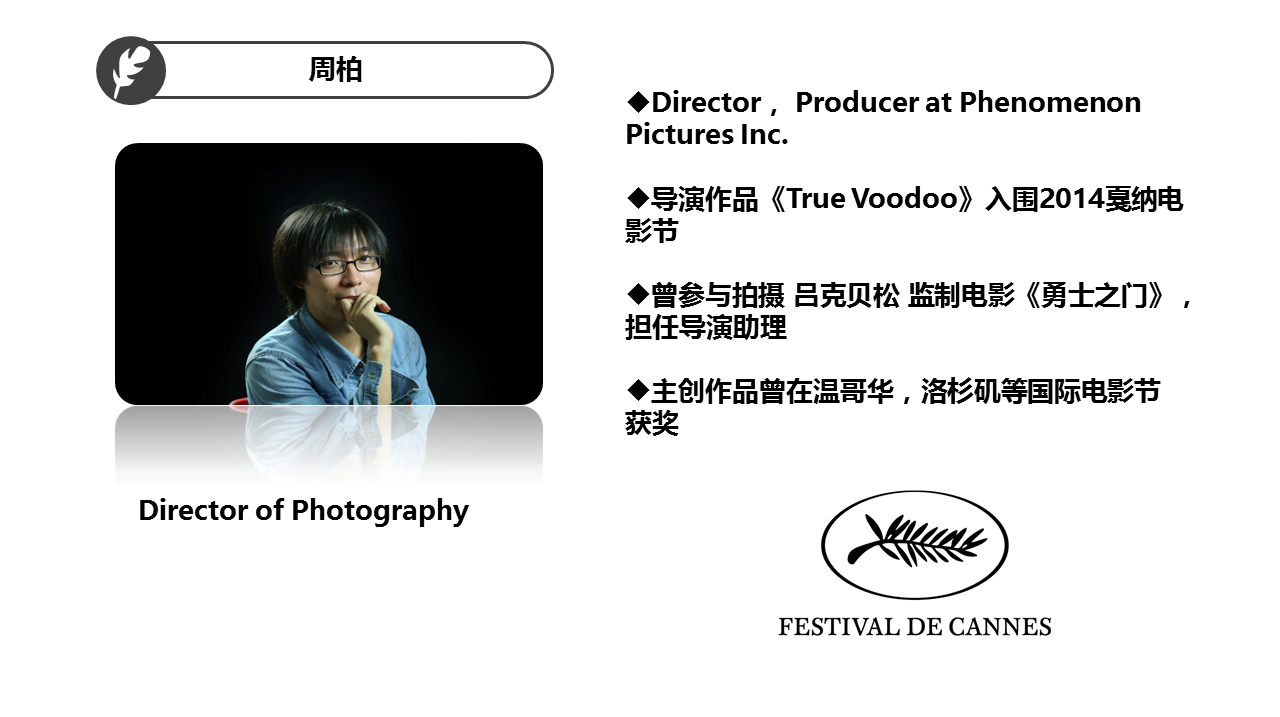 周柏
◆Director， Producer at Phenomenon
Pictures Inc.
◆导演作品《True Voodoo》入围2014戛纳电
影节
◆曾参与拍摄 吕克贝松 监制电影《勇士之门》，
担任导演助理
◆主创作品曾在温哥华，洛杉矶等国际电影节
获奖
Director of Photography
FESTIVAL DE CANNES